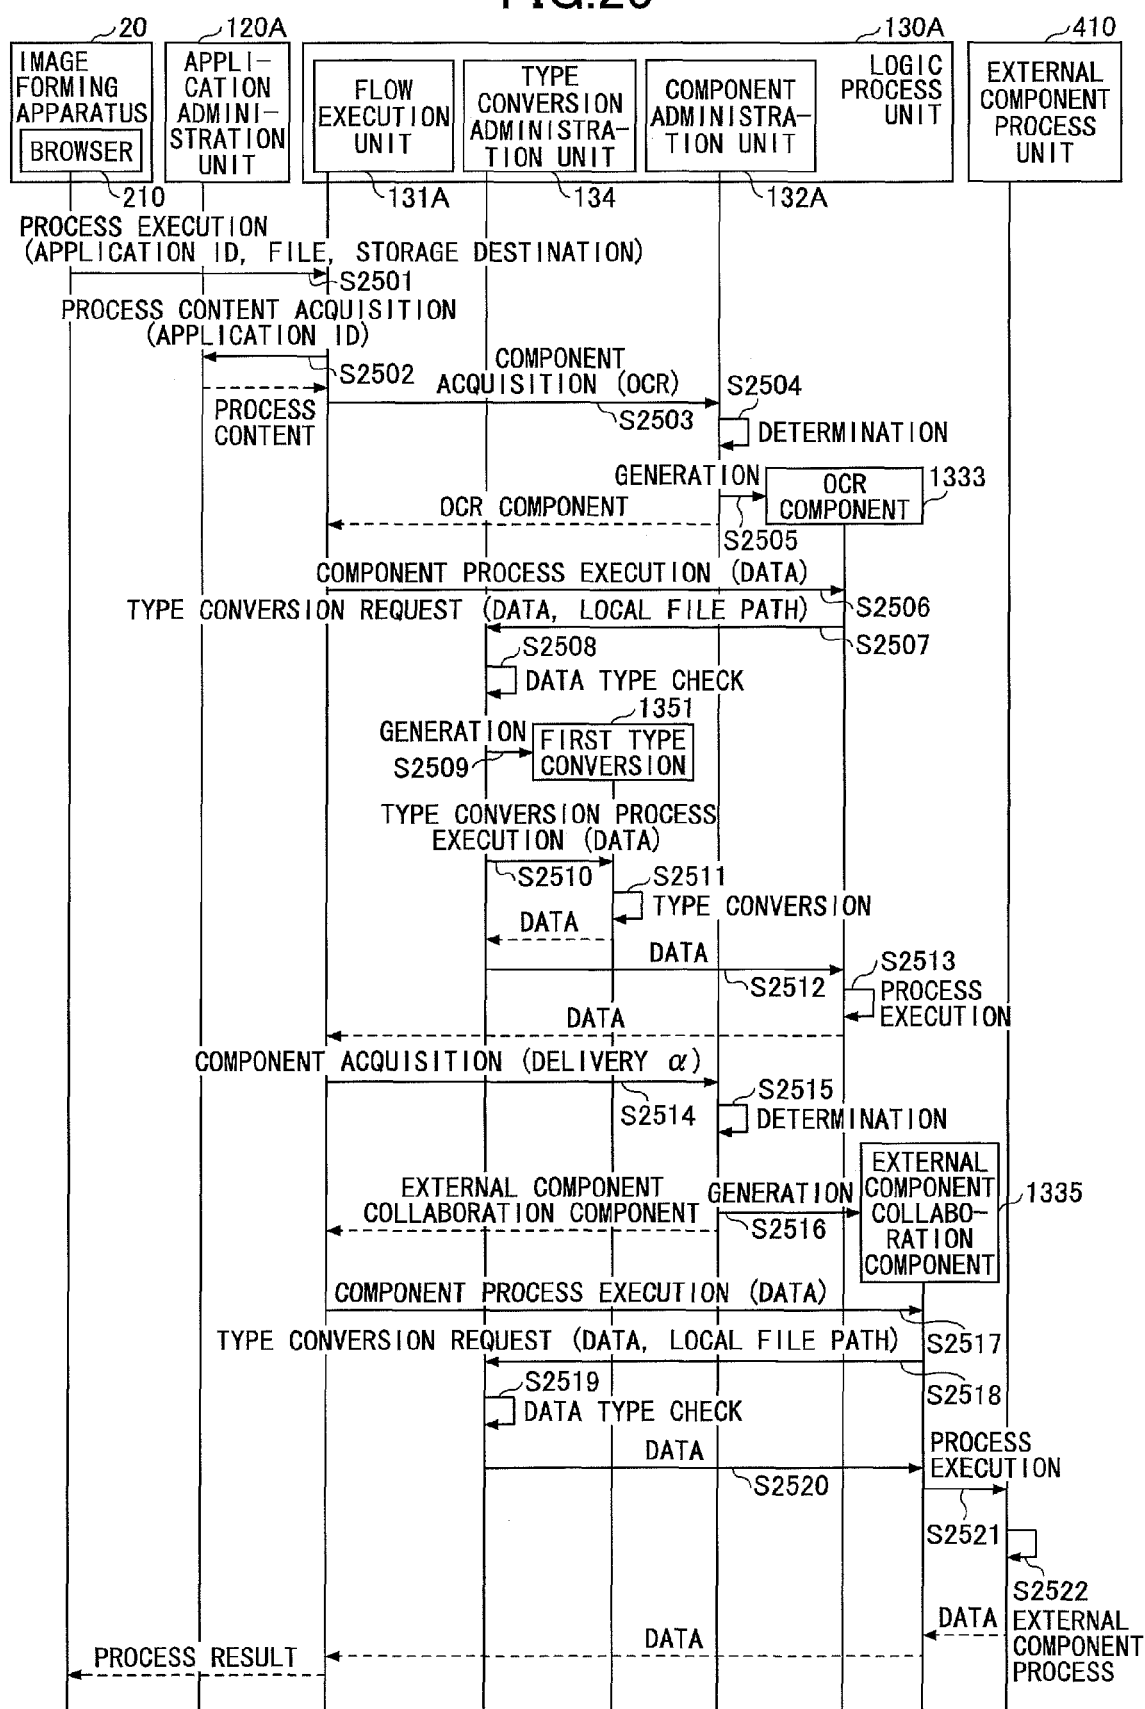 20
120A
130A
410
IMAGE
FORMING
APPARATUS
BROWSER
210
APPLI-
CATION
ADMINI-
STRATION
UNIT
FLOW
EXECUTION
UNIT
131A
TYPE
CONVERSION
ADMINISTRA-
TION UNIT
134
COMPONENT
ADMINISTRA-
TION UNIT
132A
LOGIC
PROCESS
UNIT
EXTERNAL
COMPONENT
PROCESS
UNIT
PROCESS EXECUTION
(APPLICATION ID, FILE, STORAGE DESTINATION)
S2501
PROCESS CONTENT ACQUISITION
(APPLICATION ID)
S2502
PROCESS
CONTENT
COMPONENT
ACQUISITION (OCR)
S2503
S2504
DETERMINATION
GENERATION
OCR
COMPONENT
1333
OCR COMPONENT
S2505
COMPONENT PROCESS EXECUTION (DATA)
S2506
TYPE CONVERSION REQUEST (DATA, LOCAL FILE PATH)
S2507
S2508
DATA TYPE CHECK
1351
GENERATION
S2509
FIRST TYPE
CONVERSION
TYPE CONVERSION PROCESS
EXECUTION (DATA)
S2510
S2511
TYPE CONVERSION
DATA
DATA
S2512
S2513
PROCESS
EXECUTION
DATA
COMPONENT ACQUISITION (DELIVERY α)
S2514
S2515
DETERMINATION
EXTERNAL COMPONENT
COLLABORATION COMPONENT
GENERATION
S2516
EXTERNAL
COMPONENT
COLLABO-
RATION
COMPONENT
1335
COMPONENT PROCESS EXECUTION (DATA)
S2517
TYPE CONVERSION REQUEST (DATA, LOCAL FILE PATH)
S2518
S2519
DATA TYPE CHECK
DATA
S2520
PROCESS
EXECUTION
S2521
S2522
EXTERNAL
COMPONENT
PROCESS
DATA
DATA
PROCESS RESULT